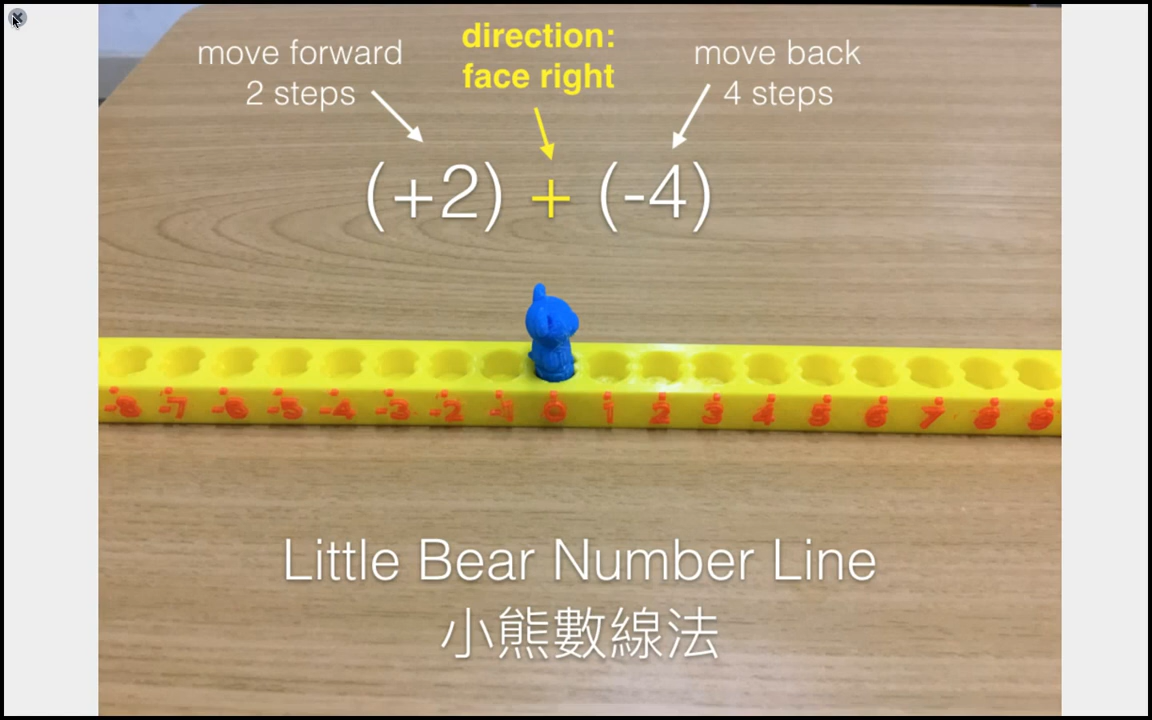 move forward
2 steps
direction:
face right
move back
4 steps
(+2) + (-4)
-8 -7 -6 -5 -4 -3 -2 -1 0 1 2 3 4 5 6 7 8 9
Little Bear Number Line
小熊數線法